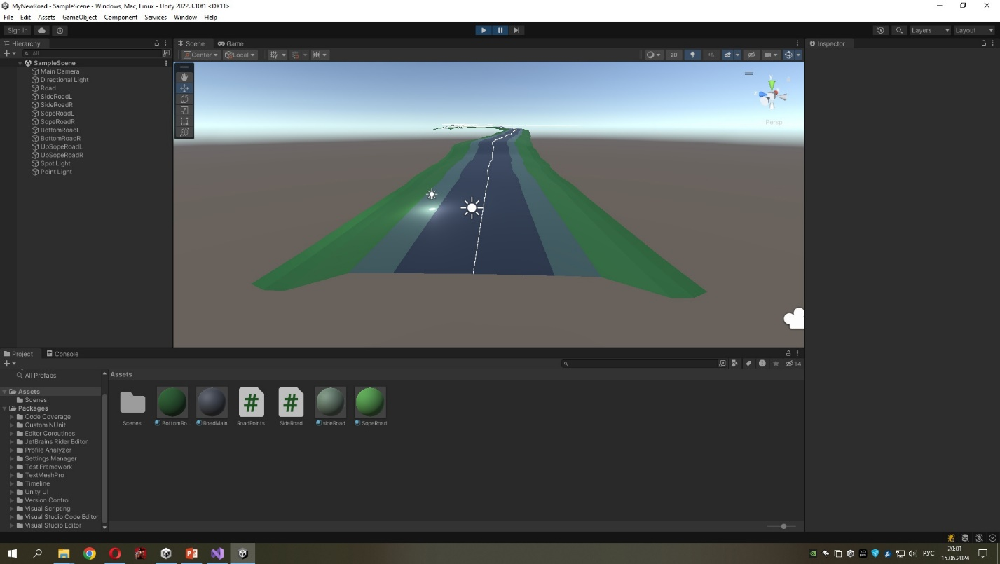 MyNewRoad - SampleScene - Windows, Mac, Linux - Unity 2022.3.10f1 <DX11>
File Edit Assets GameObject Component Services Window Help
Sign in Layers Layout
Hierarchy Scene Game Inspector
All Center Local 2D
SampleScene
Main Camera
Directional Light
Road
SideRoadL
SideRoadR
SopeRoadL
SopeRoadR
BottomRoadL
BottomRoadR
UpSopeRoadL
UpSopeRoadR
Spot Light
Point Light
y
z
Persp
Project Console
14
All Prefabs
Assets
Assets
Scenes
Packages
Code Coverage
Custom NUnit
Editor Coroutines
JetBrains Rider Editor
Profile Analyzer
Settings Manager
Test Framework
TextMeshPro
Timeline
Unity UI
Version Control
Visual Scripting
Visual Studio Code Editor
Visual Studio Editor
# #
Scenes BottomRo... RoadMain RoadPoints SideRoad sideRoad SopeRoad
РУС
20:01
15.06.2024